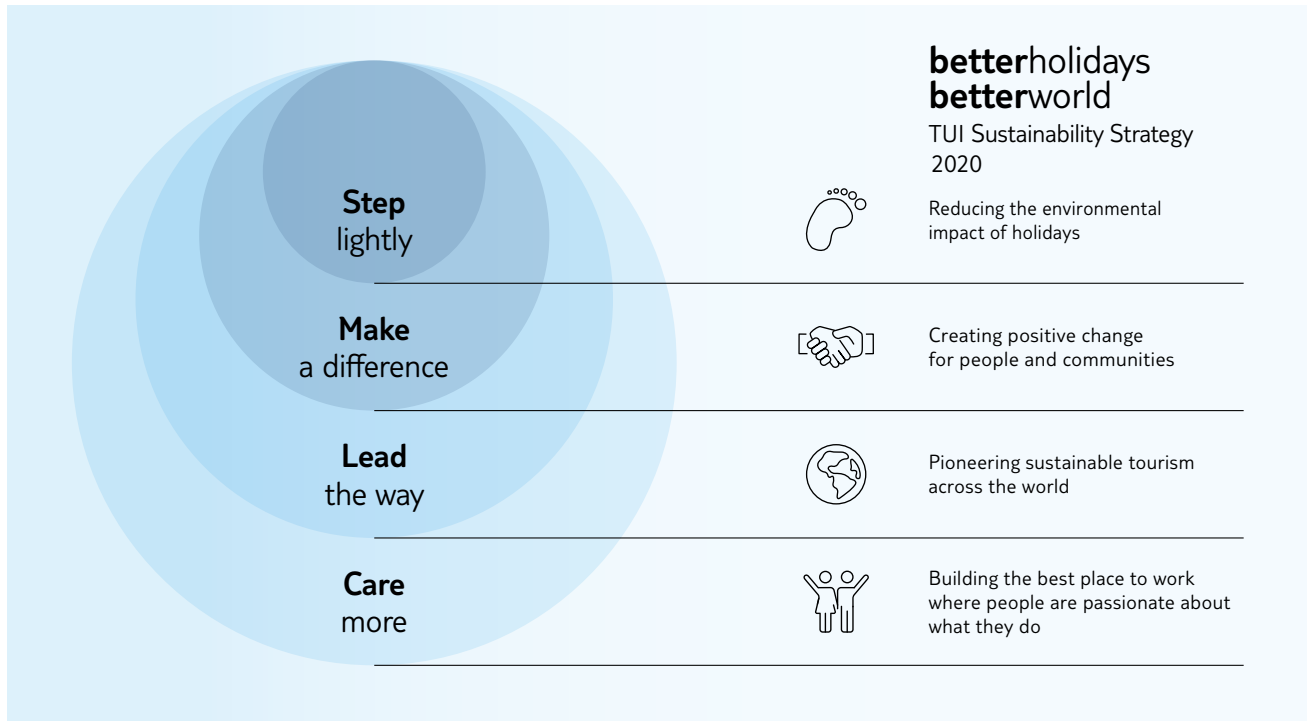 betterholidays
betterworld
TUI Sustainability Strategy
2020
Step
lightly
Reducing the environmental
impact of holidays
Make
a difference
Creating positive change
for people and communities
Lead
the way
Pioneering sustainable tourism
across the world
Care
more
Building the best place to work
where people are passionate about
what they do